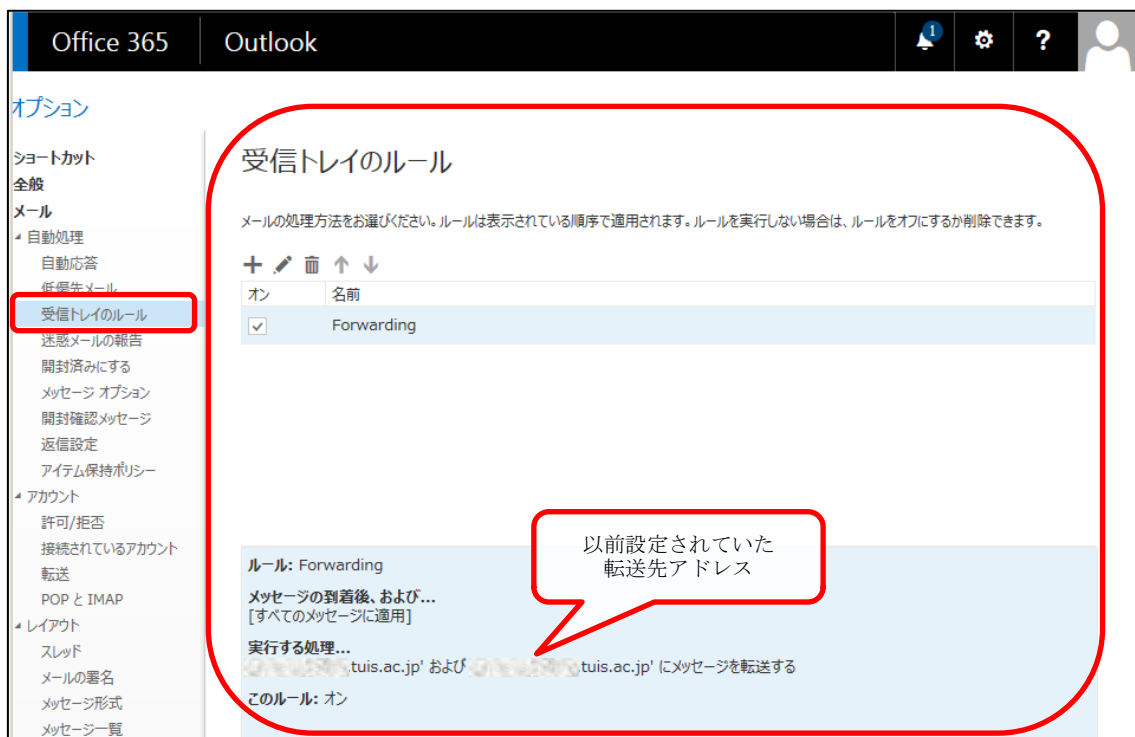 Office 365 Outlook 1 ?
オプション
ショートカット
全般
メール
自動処理
自動応答
低優先メール
受信トレイのルール
迷惑メールの報告
開封済みにする
メッセージ オプション
開封確認メッセージ
返信設定
アイテム保持ポリシー
アカウント
許可/拒否
接続されているアカウント
転送
POP と IMAP
レイアウト
スレッド
メールの署名
メッセージ形式
メッセージ一覧
受信トレイのルール
メールの処理方法をお選びください。ルールは表示されている順序で適用されます。ルールを実行しない場合は、ルールをオフにするか削除できます。
オン 名前
Forwarding
以前設定されていた
転送先アドレス
ルール: Forwarding
メッセージの到着後、および...
[すべてのメッセージに適用]
実行する処理...
.tuis.ac.jp' および .tuis.ac.jp' にメッセージを転送する
このルール: オン